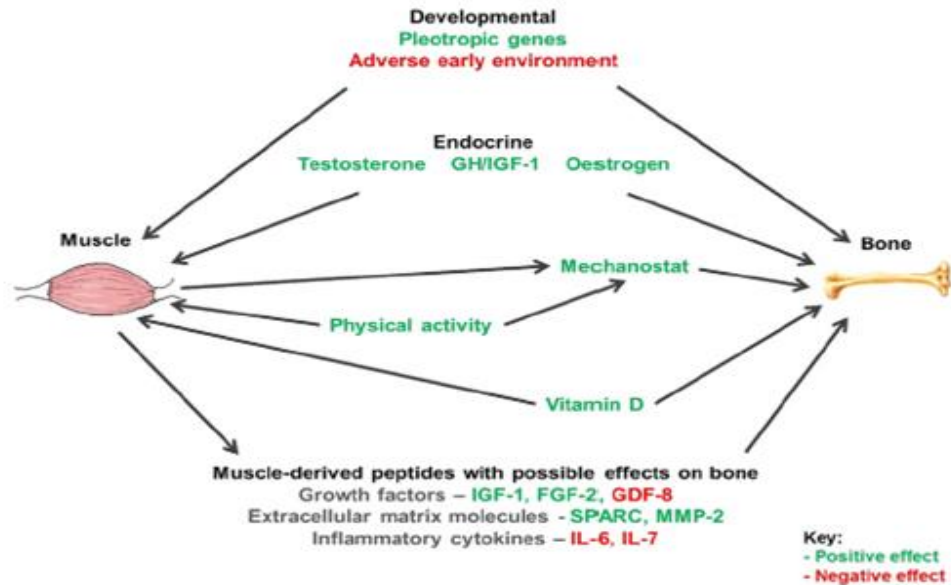 Developmental
Pleotropic genes
Adverse early environment
Endocrine
Testosterone GH/IGF-1 Oestrogen
Muscle
Bone
Mechanostat
Physical activity
Vitamin D
Muscle-derived peptides with possible effects on bone
Growth factors – IGF-1, FGF-2, GDF-8
Extracellular matrix molecules - SPARC, MMP-2
Inflammatory cytokines – IL-6, IL-7
Key:
- Positive effect
- Negative effect